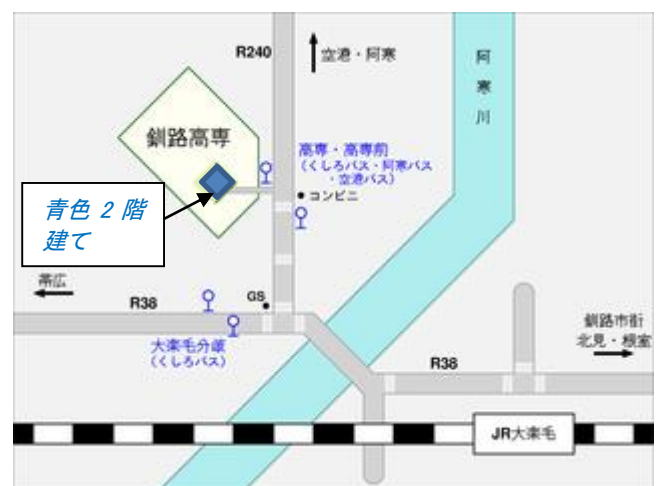 R240
空港・阿寒
阿
寒
川
釧路高専
高専・高専前
(くしろバス・阿寒バス
・空港バス)
コンビニ
青色 2 階
建て
帯広
R38
GS
大楽毛分岐
(くしろバス)
釧路市街
北見・根室
R38
JR大楽毛